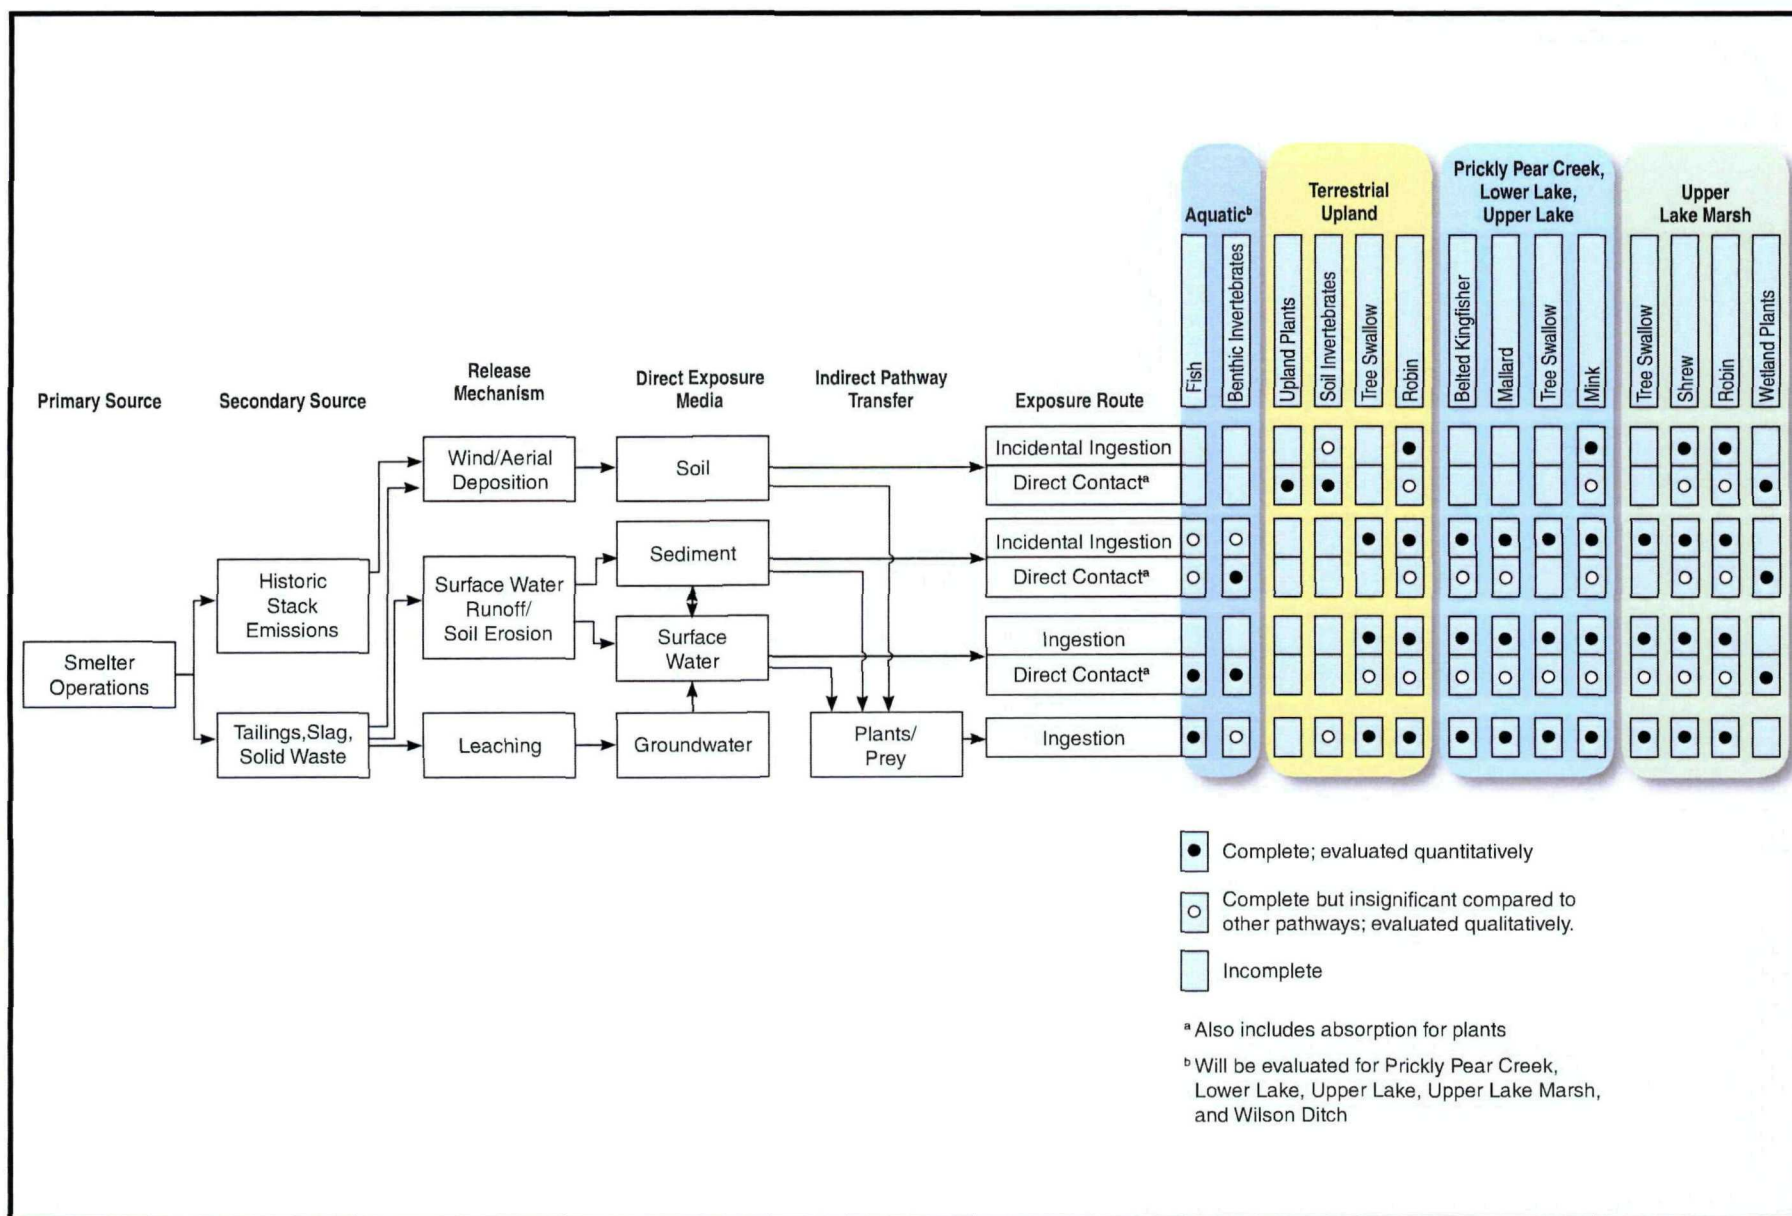 Primary Source
Secondary Source
Release
Mechanism
Direct Exposure
Media
Indirect Pathway
Transfer
Exposure Route
Aquaticᵇ
Terrestrial
Upland
Prickly Pear Creek,
Lower Lake,
Upper Lake
Upper
Lake Marsh
Fish
Benthic Invertebrates
Upland Plants
Soil Invertebrates
Tree Swallow
Robin
Belted Kingfisher
Mallard
Tree Swallow
Mink
Tree Swallow
Shrew
Robin
Wetland Plants
Smelter
Operations
Historic
Stack
Emissions
Tailings,Slag,
Solid Waste
Wind/Aerial
Deposition
Surface Water
Runoff/
Soil Erosion
Leaching
Soil
Sediment
Surface
Water
Groundwater
Plants/
Prey
Incidental Ingestion
Direct Contactᵃ
Incidental Ingestion
Direct Contactᵃ
Ingestion
Direct Contactᵃ
Ingestion
Complete; evaluated quantitatively
Complete but insignificant compared to
other pathways; evaluated qualitatively.
Incomplete
ᵃ Also includes absorption for plants
ᵇ Will be evaluated for Prickly Pear Creek,
Lower Lake, Upper Lake, Upper Lake Marsh,
and Wilson Ditch